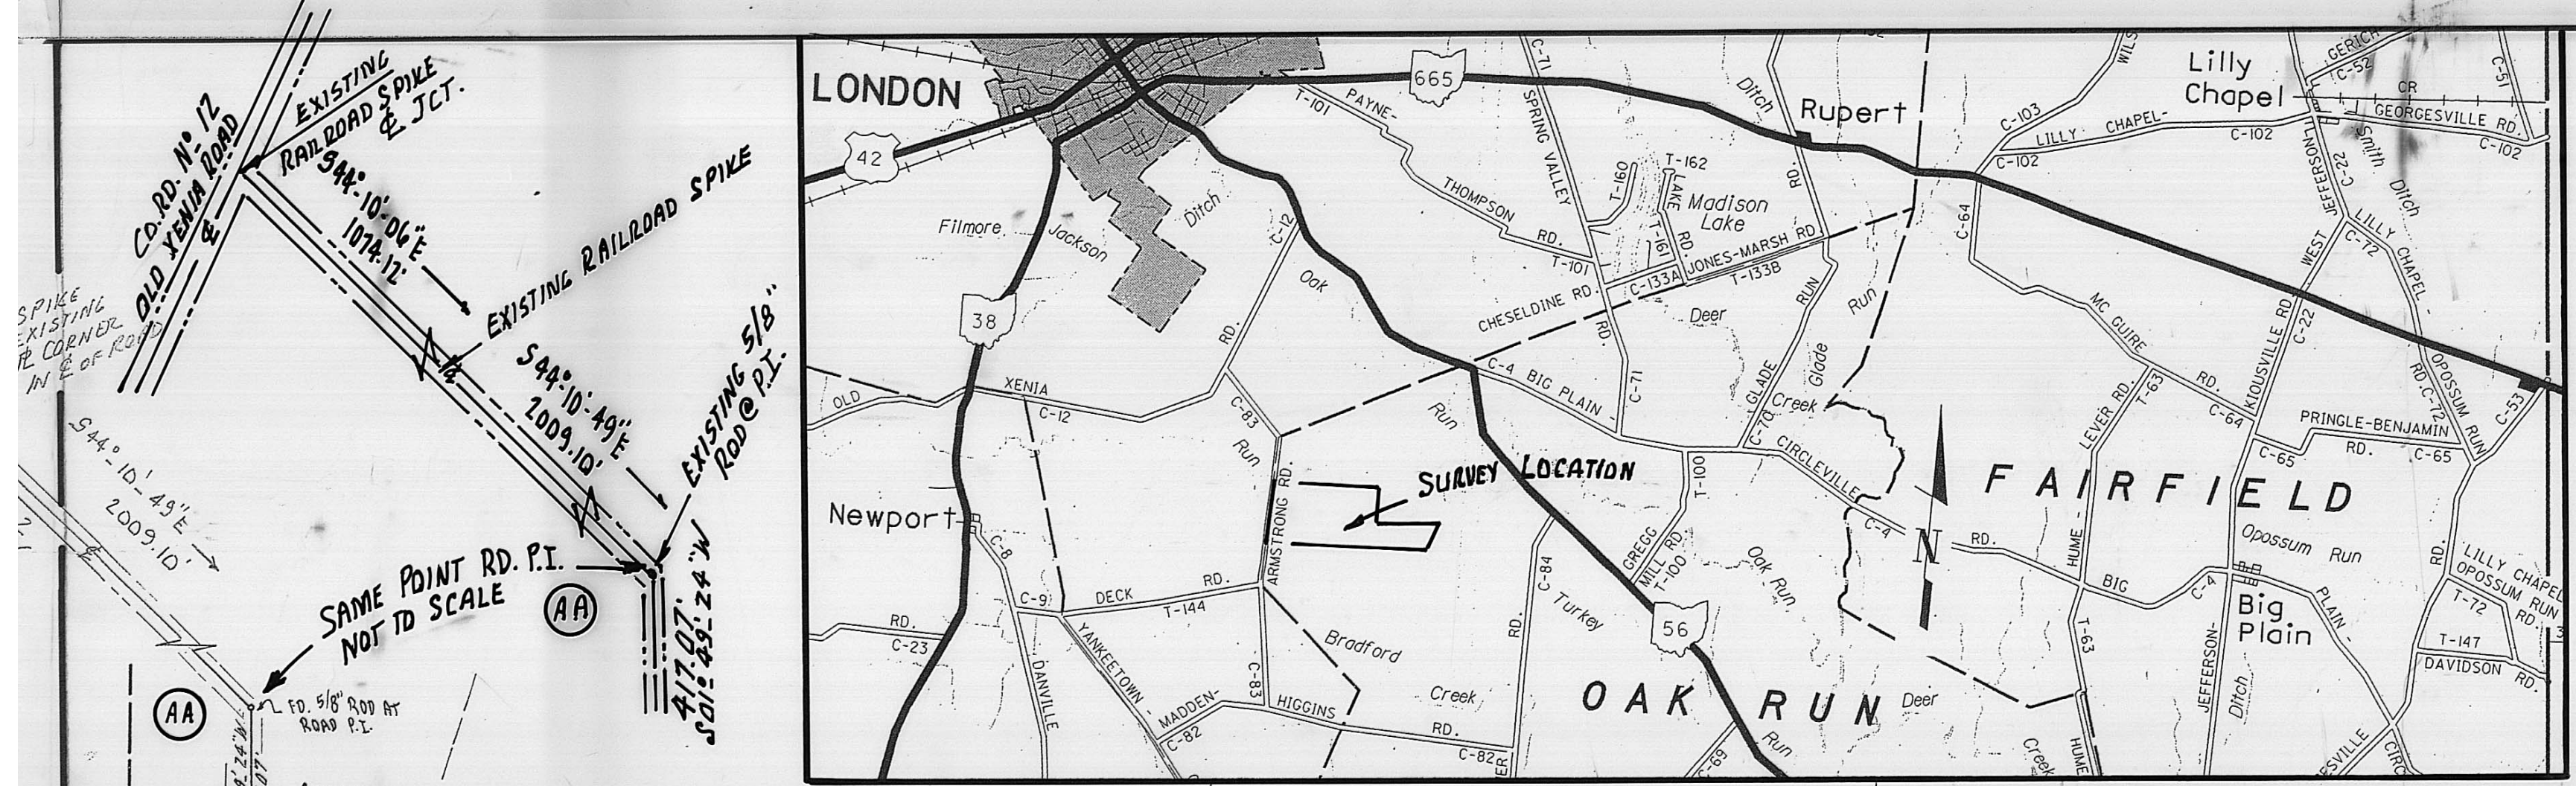 CO. RD. Nº 12
OLD XENIA ROAD
℄
EXISTING
RAILROAD SPIKE
℄ JCT.
S44°-10'-06"E
1074.12'
EXISTING RAILROAD SPIKE
S44°-10'-49"E
2009.10'
EXISTING 5/8"
ROD @ P.I.
SPIKE
EXISTING
CORNER
IN ℄ OF ROAD
S44°-10'-49"E
2009.10'
℄
SAME POINT RD. P.I.
NOT TO SCALE
AA
417.07'
S01°-49'-24"W
AA
FD. 5/8" ROD AT
ROAD P.I.
LONDON
42
665
38
56
Filmore
Jackson
Ditch
Oak
Run
C-12
RD.
OLD
XENIA
C-12
C-83
Run
Newport
C-8
C-9
DECK
RD.
T-144
RD.
C-23
DANVILLE
YANKEETOWN-
MADDEN-
C-82
HIGGINS
RD.
C-82
C-83
ARMSTRONG RD.
SURVEY LOCATION
Bradford
Creek
C-84
RD.
Turkey
Run
C-69
T-101
PAYNE-
THOMPSON
RD.
T-101
C-71
SPRING VALLEY
RD.
C-71
T-160
T-162
LAKE
RD.
T-161
Madison
Lake
CHESELDINE RD.
C-133A
JONES-MARSH RD
T-133B
Deer
Ditch
Rupert
RD.
RUN
GLADE
C-70
Run
Glade
Creek
C-4
BIG PLAIN-
CIRCLEVILLE
C-4
RD.
T-100
GREGG
MILL RD.
T-100
Oak Run
OAK RUN
Deer
Creek
N
FAIRFIELD
WILS
C-103
C-102
LILLY
CHAPEL-
C-102
Lilly
Chapel
GERICH
C-52
C-51
CR
GEORGESVILLE RD.
C-102
Smith Ditch
WEST JEFFERSON
C-22
LILLY CHAPEL-
C-72
OPOSSUM RUN
RD. C-72
C-53
C-64
MC GUIRE
RD.
C-64
LEVER RD.
T-63
KIOUSVILLE RD
C-22
PRINGLE-BENJAMIN
RD.
C-65
C-65
Opossum Run
HUME-
BIG
C-4
PLAIN-
Big
Plain
T-63
HUME
JEFFERSON-
Ditch
RD.
LILLY CHAPEL
OPOSSUM RUN
RD.
T-72
T-147
DAVIDSON
RD.
CIRC